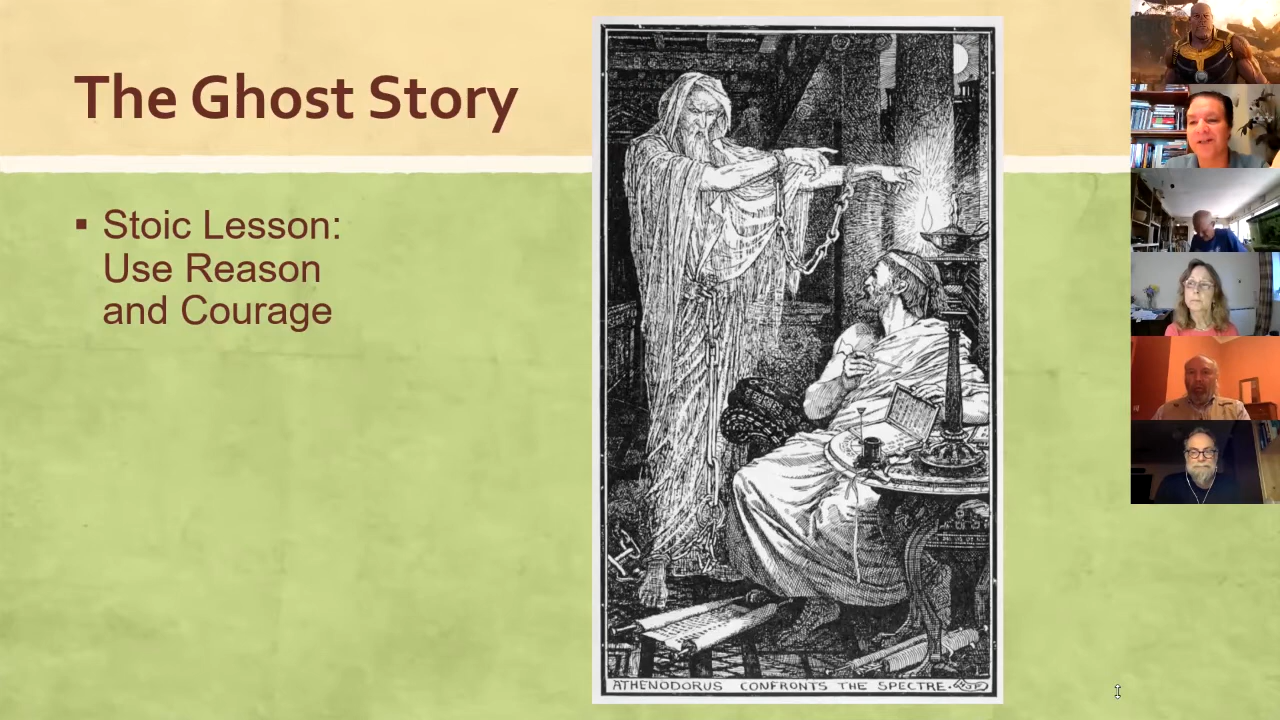 The Ghost Story
▪ Stoic Lesson:
Use Reason
and Courage
ATHENODORUS CONFRONTS THE SPECTRE.